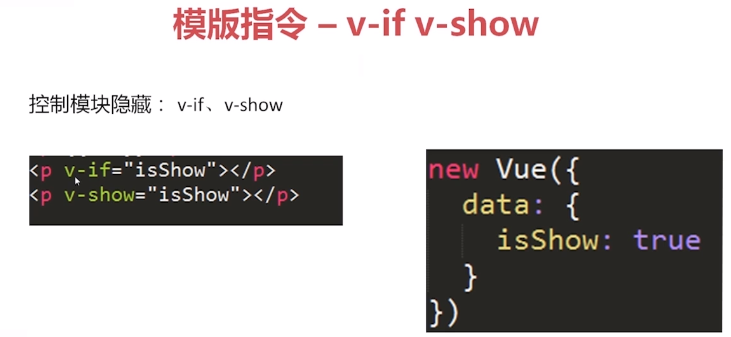 模版指令 – v-if v-show
控制模块隐藏： v-if、v-show
<p v-if="isShow"></p>
<p v-show="isShow"></p>
new Vue({
  data: {
    isShow: true
  }
})